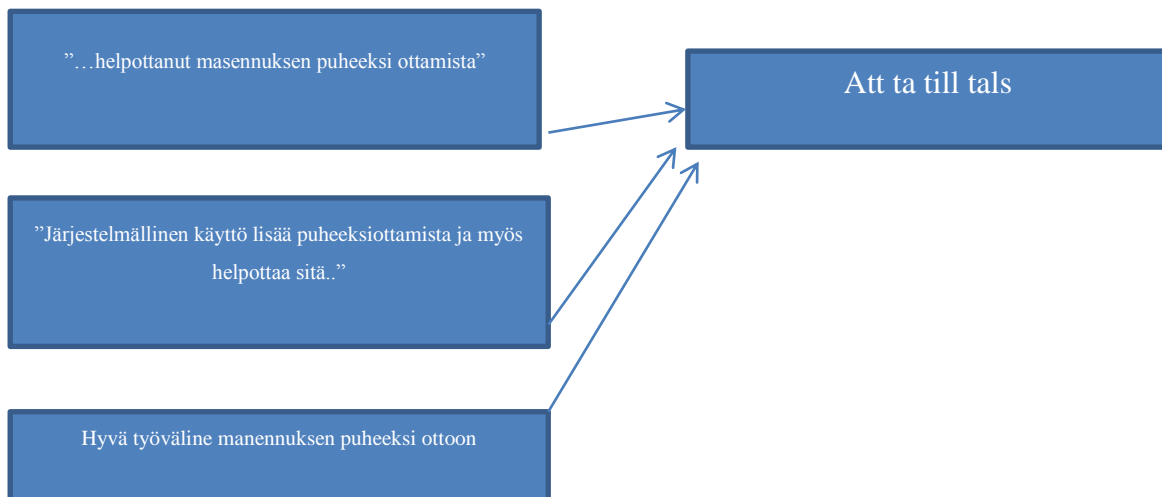 ”…helpottanut masennuksen puheeksi ottamista”
Att ta till tals
”Järjestelmällinen käyttö lisää puheeksiottamista ja myös
helpottaa sitä..”
Hyvä työväline manennuksen puheeksi ottoon